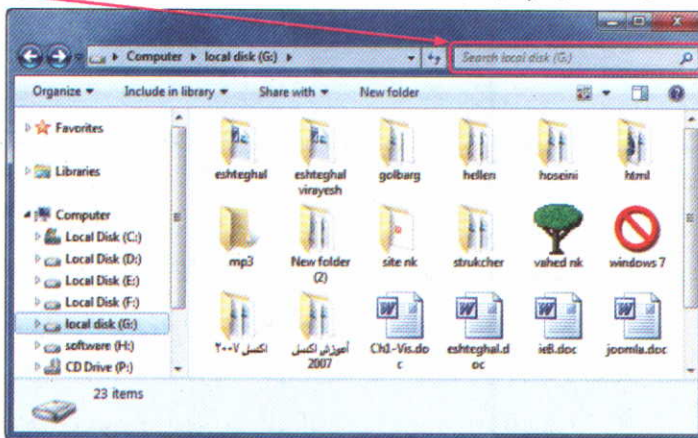 Computer ▸ local disk (G:) ▸
Search local disk (G:)
Organize
Include in library
Share with
New folder
Favorites
Libraries
Computer
Local Disk (C:)
Local Disk (D:)
Local Disk (E:)
Local Disk (F:)
local disk (G:)
software (H:)
CD Drive (P:)
eshteghal
eshteghal
virayesh
golbarg
hellen
hoseini
html
mp3
New folder
(2)
site nk
strukcher
vahed nk
windows 7
اکسل ۲۰۰۷
آموزش اکسل
2007
Ch1-Vis.do
c
eshteghal.d
oc
ie8.doc
joomla.doc
23 items